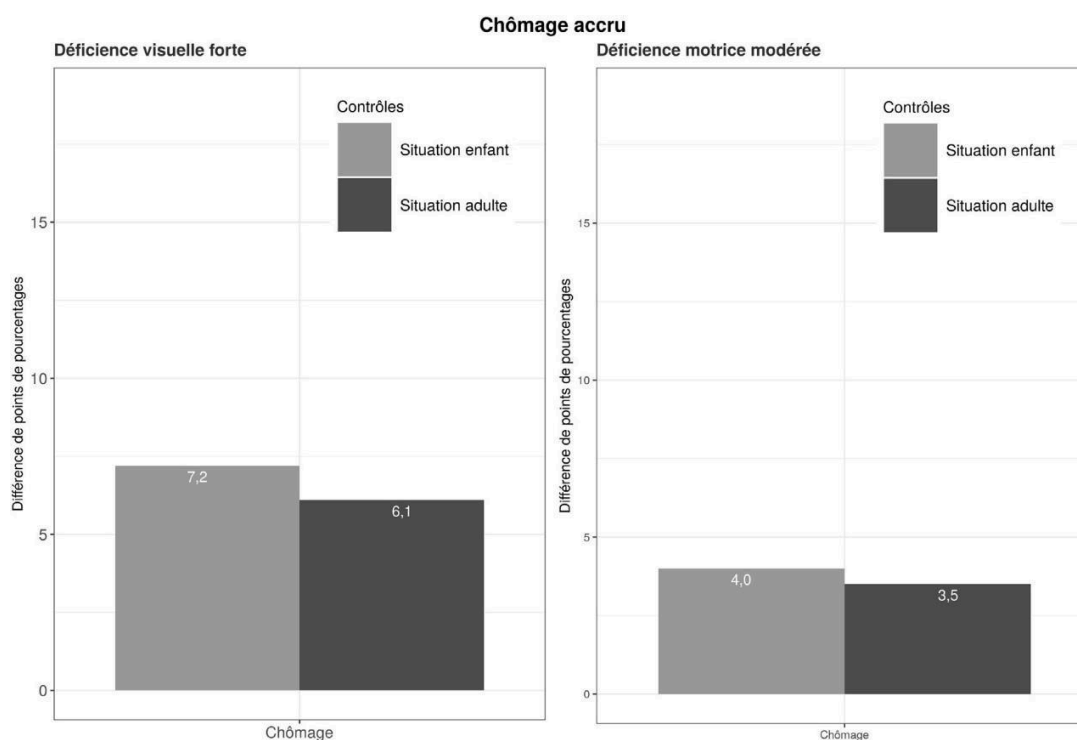 Chômage accru
Déficience visuelle forte
Contrôles
Situation enfant
Situation adulte
Différence de points de pourcentages
15
10
5
0
7,2
6,1
Chômage
Déficience motrice modérée
Contrôles
Situation enfant
Situation adulte
Différence de points de pourcentages
15
10
5
0
4,0
3,5
Chômage